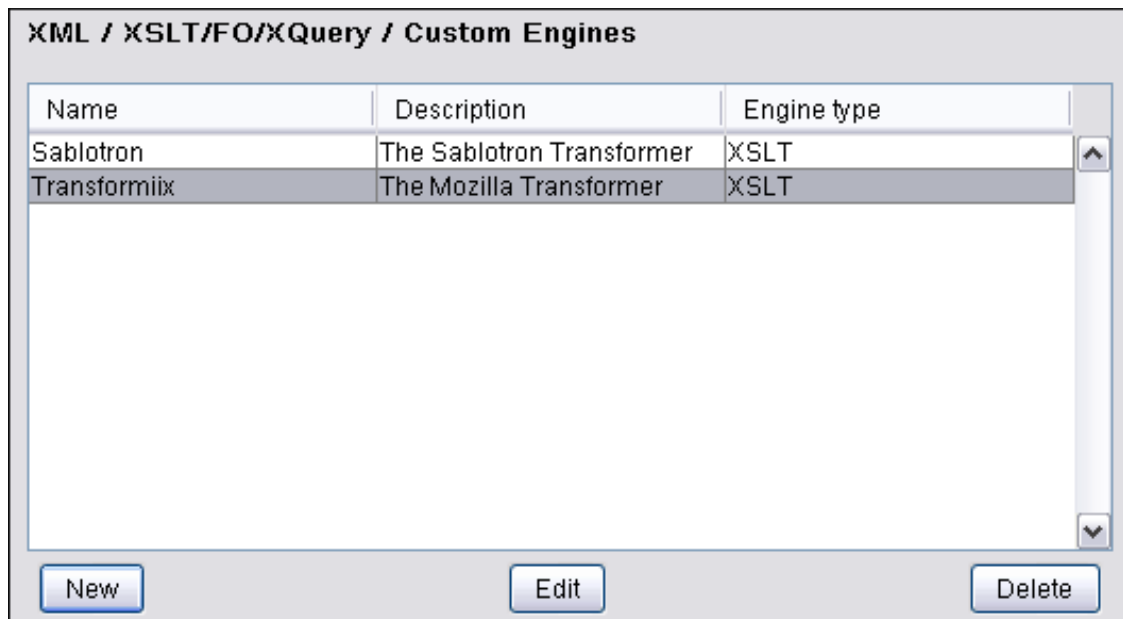 XML / XSLT/FO/XQuery / Custom Engines
Name Description Engine type
Sablotron The Sablotron Transformer XSLT
Transformiix The Mozilla Transformer XSLT
New Edit Delete